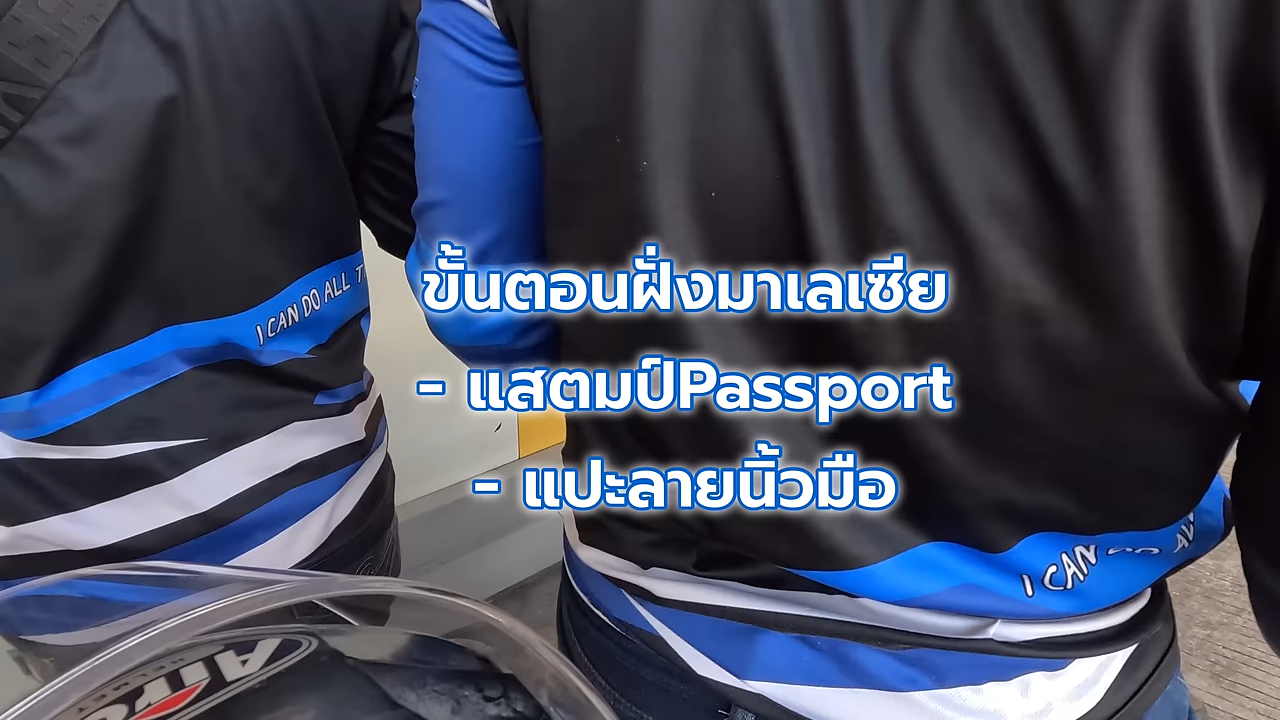 ขั้นตอนฝั่งมาเลเซีย
- แสตมป์Passport
- แปะลายนิ้วมือ
I CAN DO ALL
I CAN DO